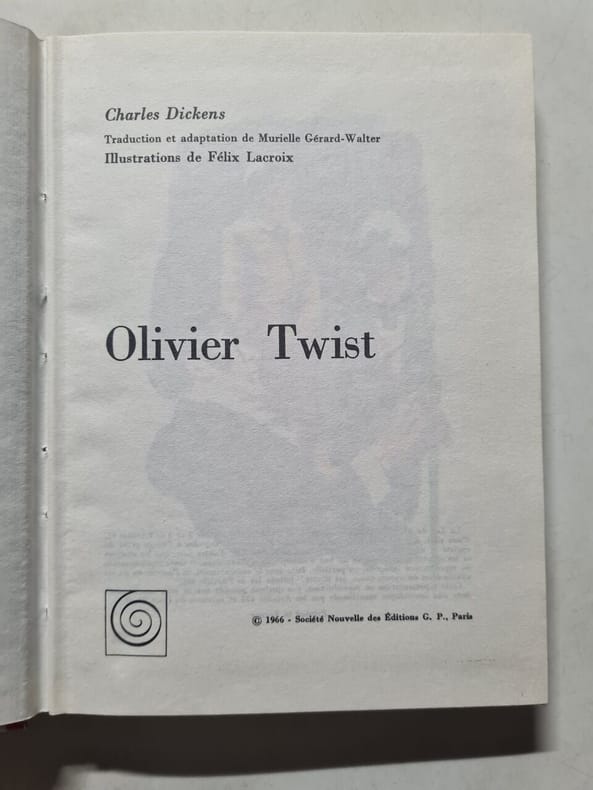 Charles Dickens
Traduction et adaptation de Murielle Gérard-Walter
Illustrations de Félix Lacroix
Olivier Twist
© 1966 - Société Nouvelle des Éditions G. P., Paris